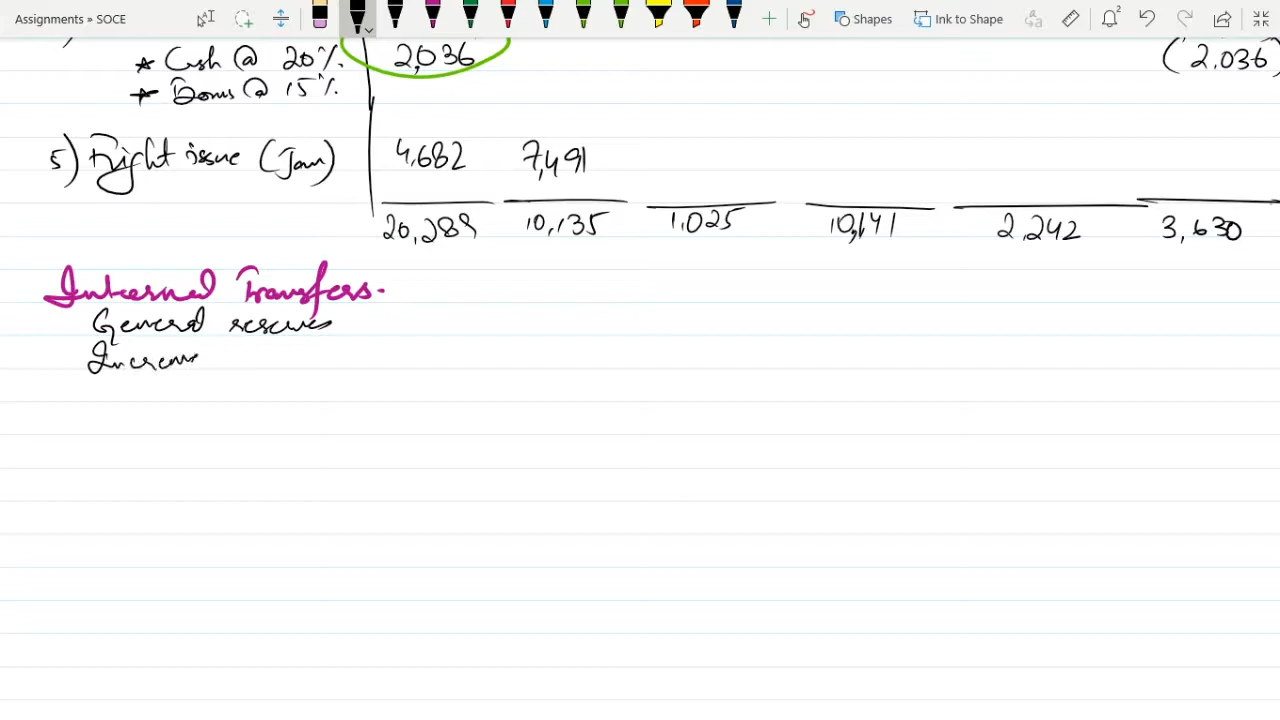 Assignments » SOCE Shapes Ink to Shape
* Cash @ 20% 2,036 (2,036)
* Bonus @ 15%
5) Right issue (Jan) 4,682 7,491
20,289 10,135 1,025 10,141 2,242 3,630
Internal Transfers.
General reserves